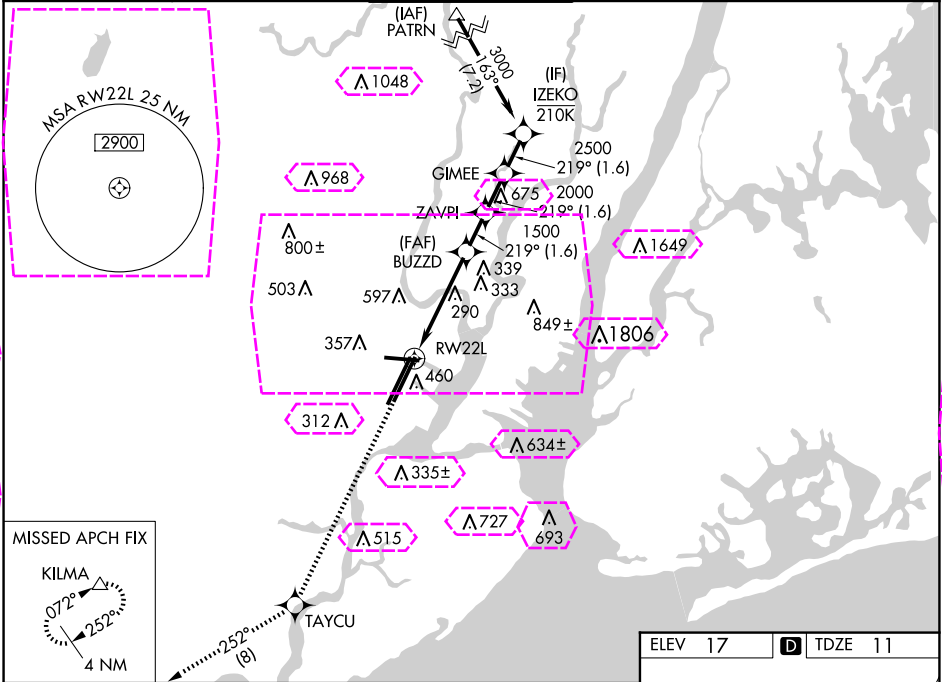 (IAF)
PATRN
3000
163°
(7.2)
(IF)
IZEKO
210K
MSA RW22L 25 NM
2900
1048
968
2500
219° (1.6)
GIMEE
675
2000
219° (1.6)
ZAVPI
1500
219° (1.6)
(FAF)
BUZZD
800±
1649
503
597
339
333
290
849±
1806
357
RW22L
460
312
634±
335±
515
727
693
MISSED APCH FIX
KILMA
072°
252°
4 NM
TAYCU
252°
(8)
ELEV 17
D
TDZE 11